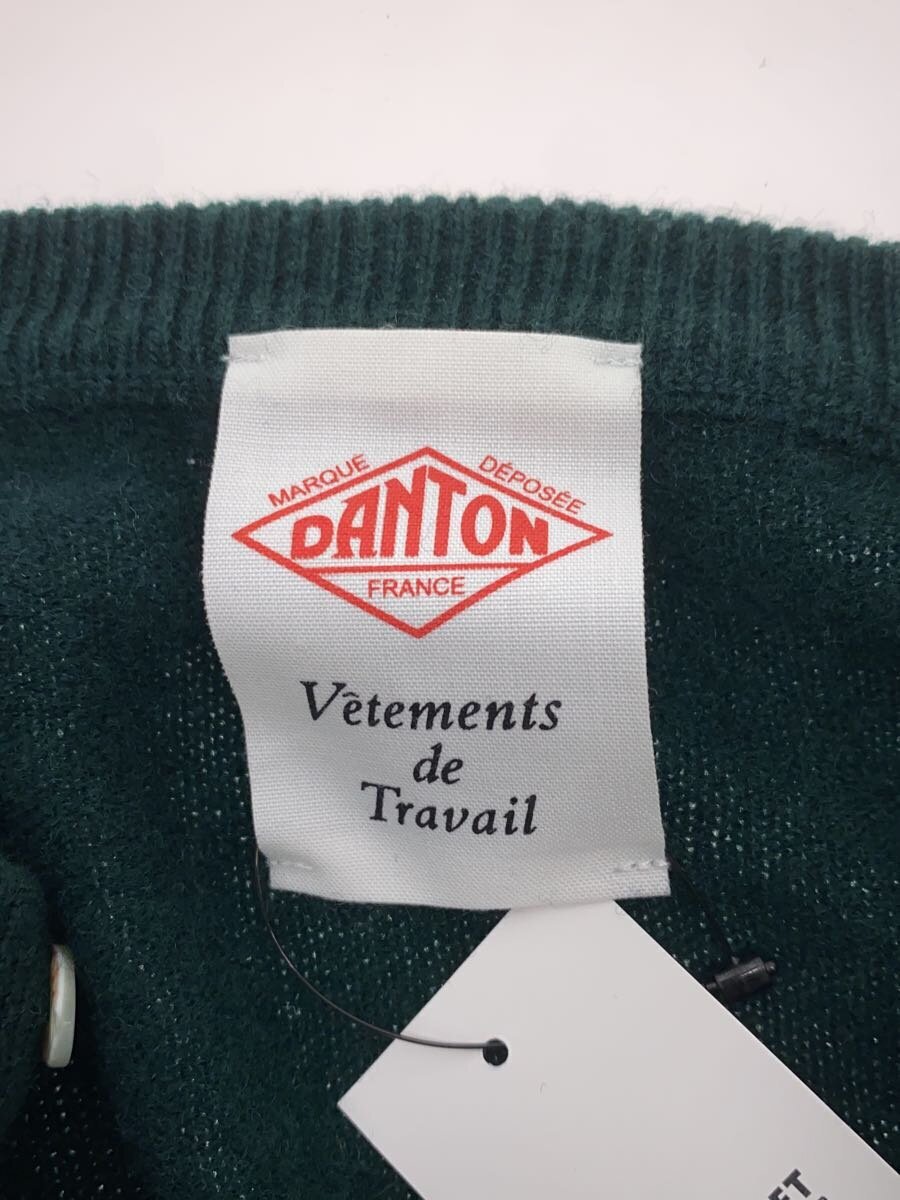 MARQUE DÉPOSÉE
DANTON
FRANCE
Vêtements
de
Travail